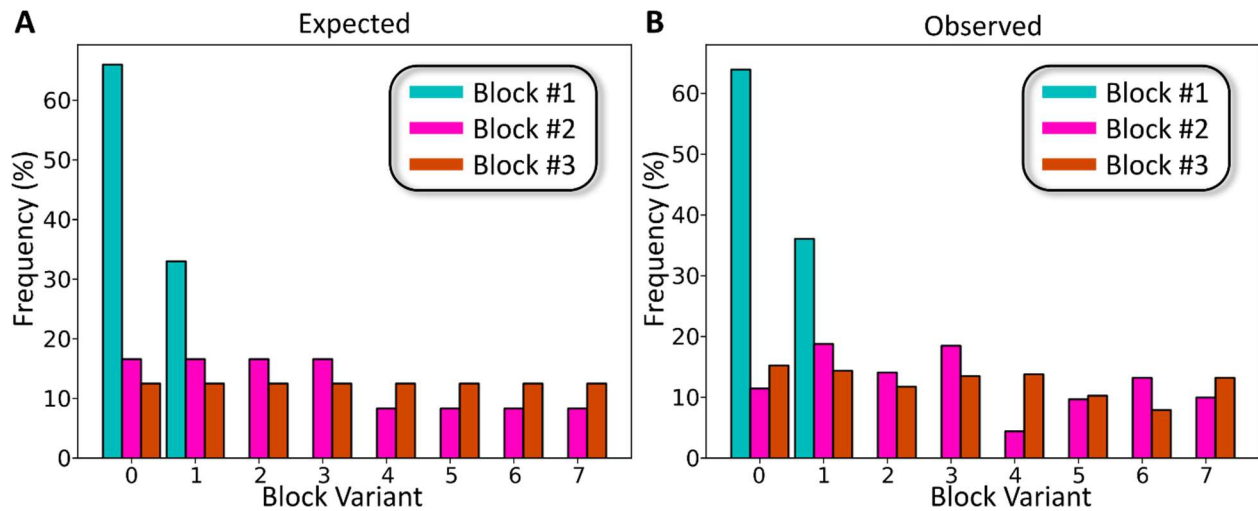 A
Expected
Frequency (%)
60
50
40
30
20
10
0
Block #1
Block #2
Block #3
0 1 2 3 4 5 6 7
Block Variant
B
Observed
Frequency (%)
60
50
40
30
20
10
0
Block #1
Block #2
Block #3
0 1 2 3 4 5 6 7
Block Variant